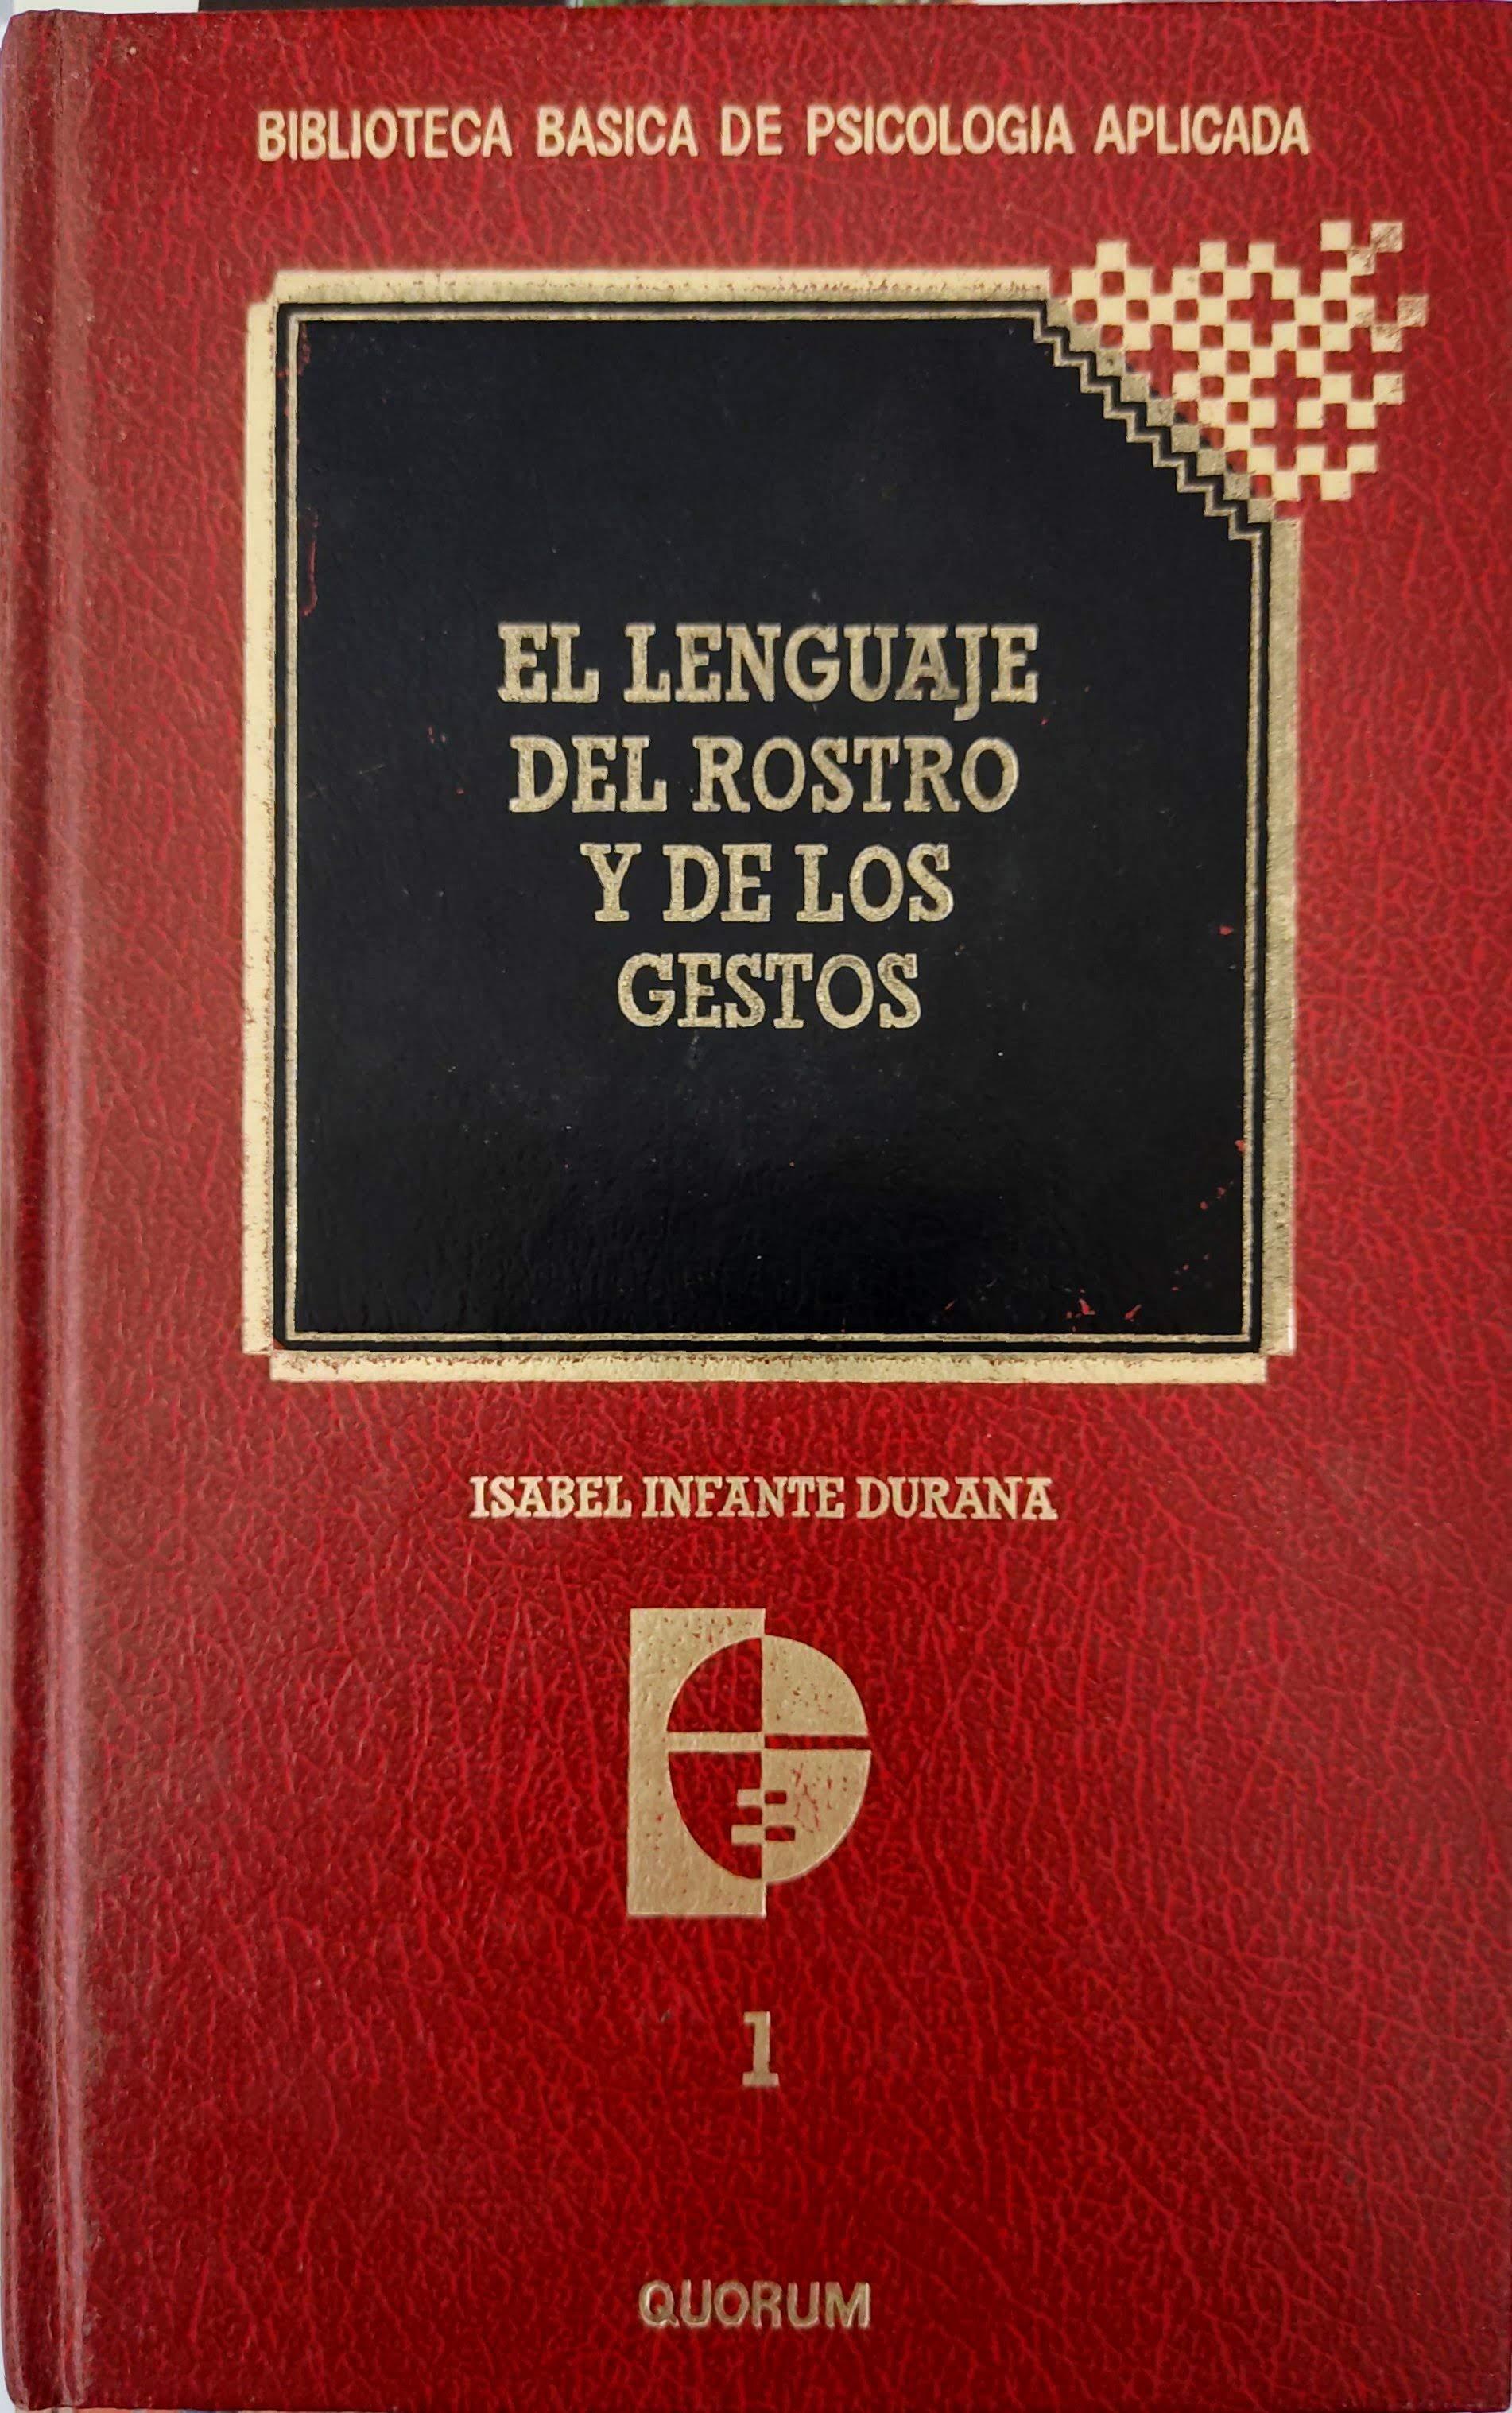 BIBLIOTECA BASICA DE PSICOLOGIA APLICADA
EL LENGUAJE
DEL ROSTRO
Y DE LOS
GESTOS
ISABEL INFANTE DURANA
1
QUORUM